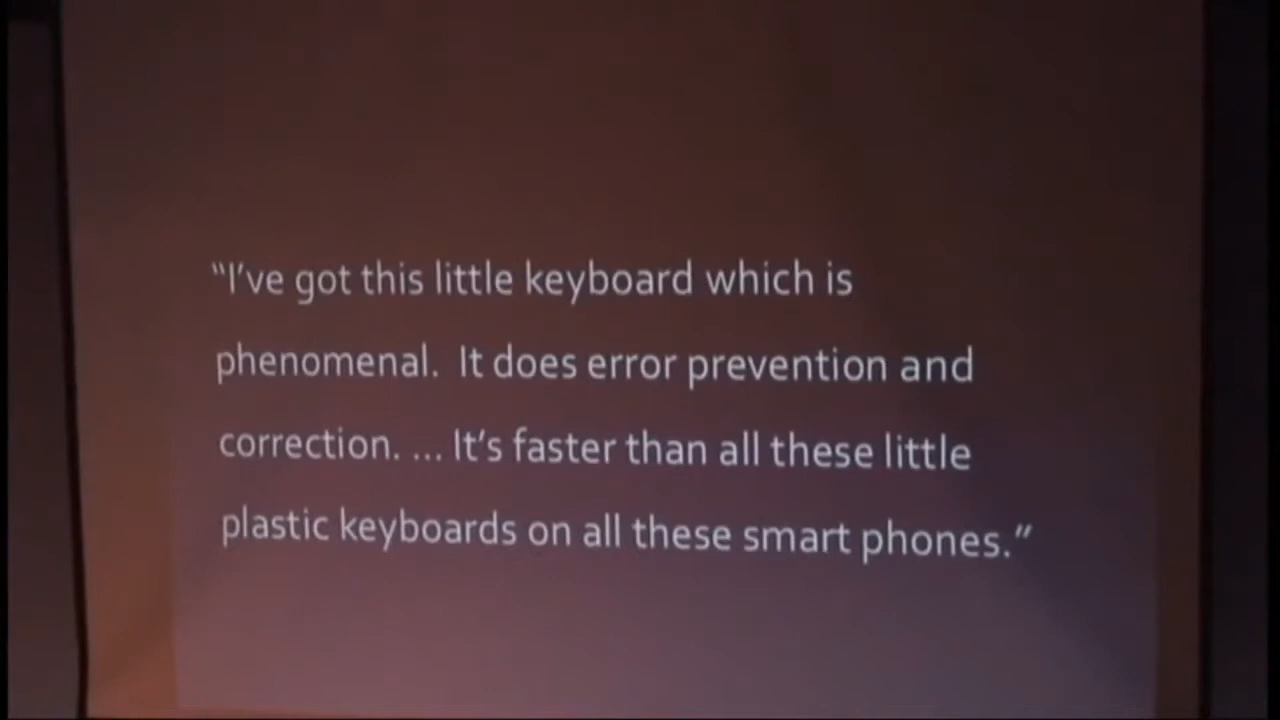 “I’ve got this little keyboard which is
phenomenal.  It does error prevention and
correction. ... It’s faster than all these little
plastic keyboards on all these smart phones.”